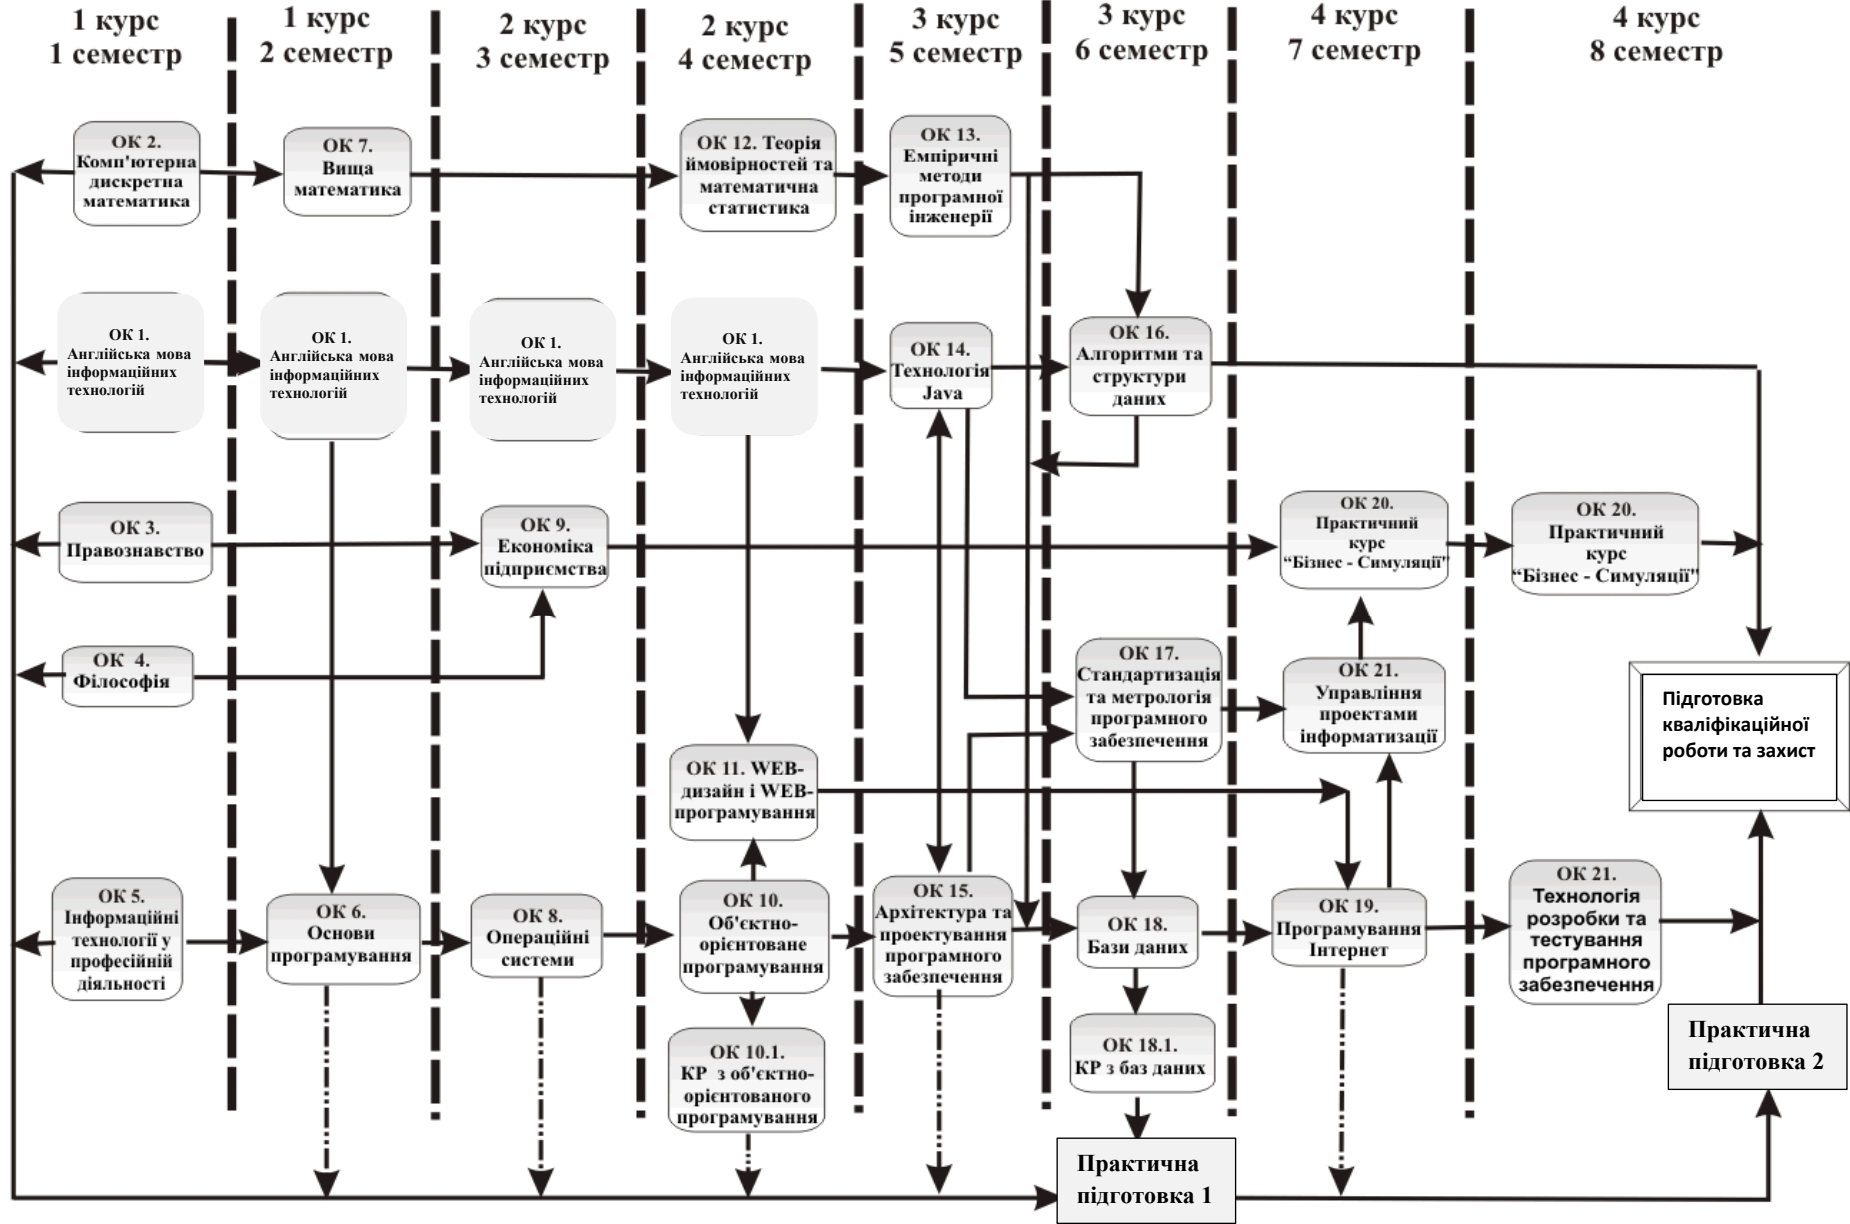 1 курс
1 семестр
1 курс
2 семестр
2 курс
3 семестр
2 курс
4 семестр
3 курс
5 семестр
3 курс
6 семестр
4 курс
7 семестр
4 курс
8 семестр
ОК 2.
Комп'ютерна
дискретна
математика
ОК 7.
Вища
математика
ОК 12. Теорія
ймовірностей та
математична
статистика
ОК 13.
Емпіричні
методи
програмної
інженерії
ОК 1.
Англійська мова
інформаційних
технологій
ОК 1.
Англійська мова
інформаційних
технологій
ОК 1.
Англійська мова
інформаційних
технологій
ОК 1.
Англійська мова
інформаційних
технологій
ОК 14.
Технологія
Java
ОК 16.
Алгоритми та
структури
даних
ОК 3.
Правознавство
ОК 9.
Економіка
підприємства
ОК 20.
Практичний
курс
“Бізнес - Симуляції"
ОК 20.
Практичний
курс
“Бізнес - Симуляції"
ОК 4.
Філософія
ОК 17.
Стандартизація
та метрологія
програмного
забезпечення
ОК 21.
Управління
проектами
інформатизації
Підготовка
кваліфікаційної
роботи та захист
ОК 11. WEB-
дизайн і WEB-
програмування
ОК 5.
Інформаційні
технології у
професійній
діяльності
ОК 6.
Основи
програмування
ОК 8.
Операційні
системи
ОК 10.
Об'єктно-
орієнтоване
програмування
ОК 15.
Архітектура та
проектування
програмного
забезпечення
ОК 18.
Бази даних
ОК 19.
Програмування
Інтернет
ОК 21.
Технологія
розробки та
тестування
програмного
забезпечення
ОК 10.1.
КР з об'єктно-
орієнтованого
програмування
ОК 18.1.
КР з баз даних
Практична
підготовка 2
Практична
підготовка 1